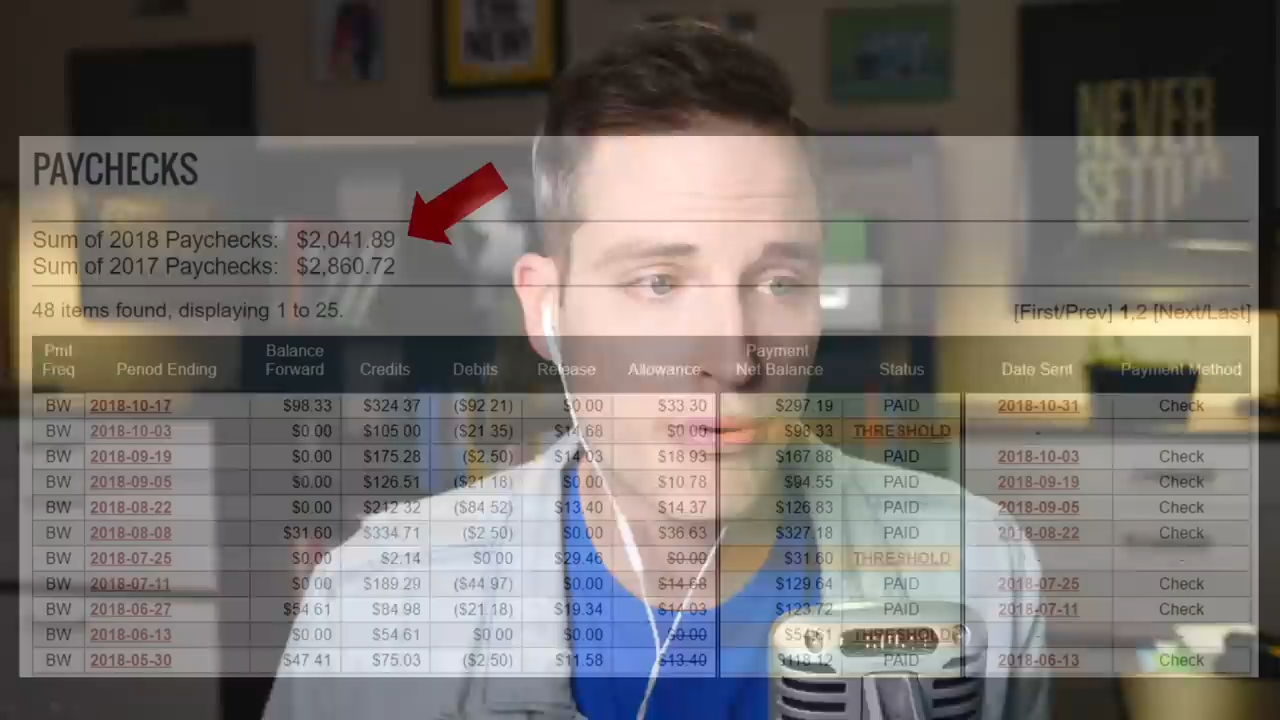 THE
NEW!
NEVER
PAYCHECKS
Sum of 2018 Paychecks: $2,041.89
Sum of 2017 Paychecks: $2,860.72
48 items found, displaying 1 to 25.
[First/Prev] 1,2 [Next/Last]
Pmt Freq Period Ending Balance Forward Credits Debits Release Allowance Payment Net Balance Status Date Sent Payment Method
BW 2018-10-17 $98.33 $324.37 ($92.21) $0.00 $33.30 $297.19 PAID 2018-10-31 Check
BW 2018-10-03 $0.00 $105.00 ($21.35) $14.68 $0.00 $98.33 THRESHOLD -
BW 2018-09-19 $0.00 $175.28 ($2.50) $14.03 $18.93 $167.88 PAID 2018-10-03 Check
BW 2018-09-05 $0.00 $126.51 ($21.18) $0.00 $10.78 $94.55 PAID 2018-09-19 Check
BW 2018-08-22 $0.00 $212.32 ($84.52) $13.40 $14.37 $126.83 PAID 2018-09-05 Check
BW 2018-08-08 $31.60 $334.71 ($2.50) $0.00 $36.63 $327.18 PAID 2018-08-22 Check
BW 2018-07-25 $0.00 $2.14 $0.00 $29.46 $0.00 $31.60 THRESHOLD
BW 2018-07-11 $0.00 $189.29 ($44.97) $0.00 $14.68 $129.64 PAID 2018-07-25 Check
BW 2018-06-27 $54.61 $84.98 ($21.18) $19.34 $14.03 $123.72 PAID 2018-07-11 Check
BW 2018-06-13 $0.00 $54.61 $0.00 $0.00 $0.00 $54.61 THRESHOLD
BW 2018-05-30 $47.41 $75.03 ($2.50) $11.58 $13.40 $118.12 PAID 2018-06-13 Check